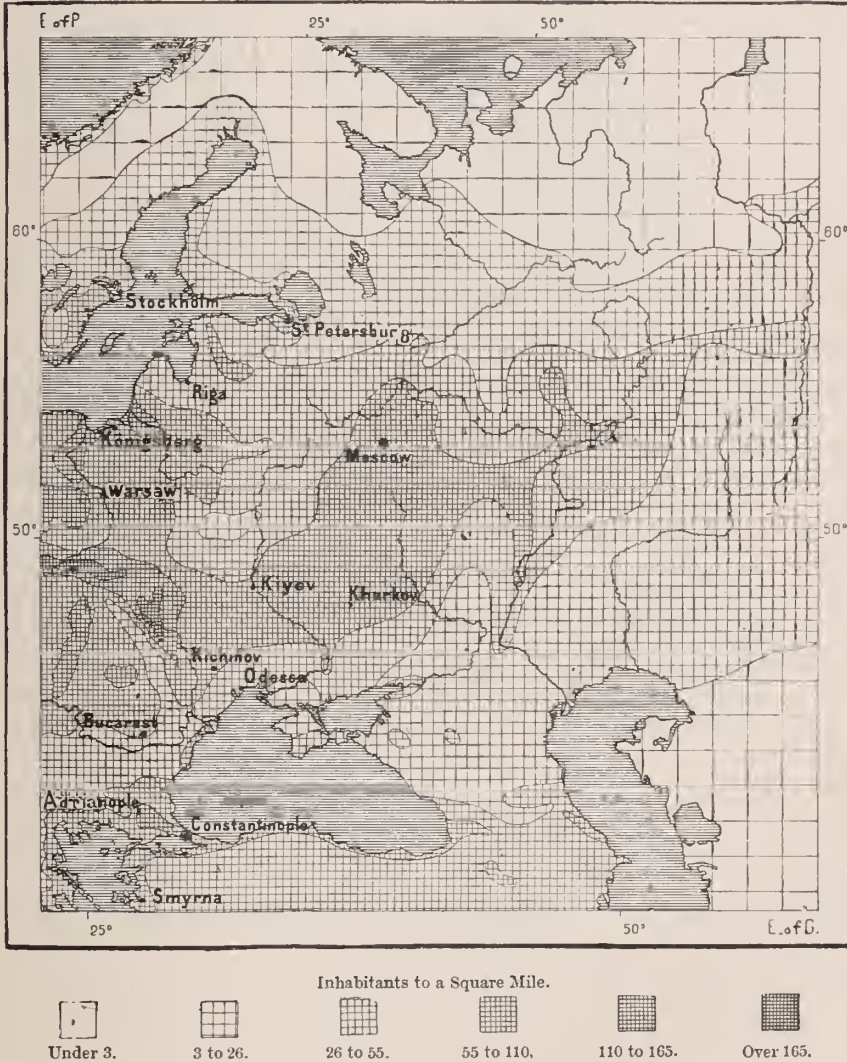 E of P 25° 50°
60° 60°
Stockholm
St Petersburg
Riga
Königsberg
Moscow
Warsaw
50° 50°
Kiyev
Kharkow
Kichinov
Odessa
Bucarest
Adrianople
Constantinople
Smyrna
25° 50° E. of G.
Inhabitants to a Square Mile.
Under 3. 3 to 26. 26 to 55. 55 to 110, 110 to 165. Over 165.